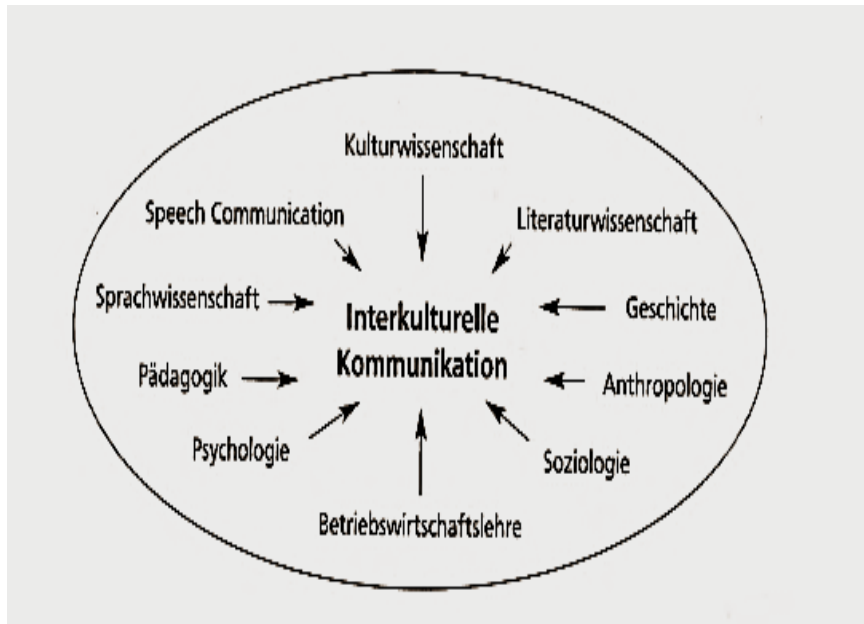 Kulturwissenschaft
Speech Communication
Literaturwissenschaft
Sprachwissenschaft
Geschichte
Interkulturelle
Kommunikation
Pädagogik
Anthropologie
Psychologie
Soziologie
Betriebswirtschaftslehre